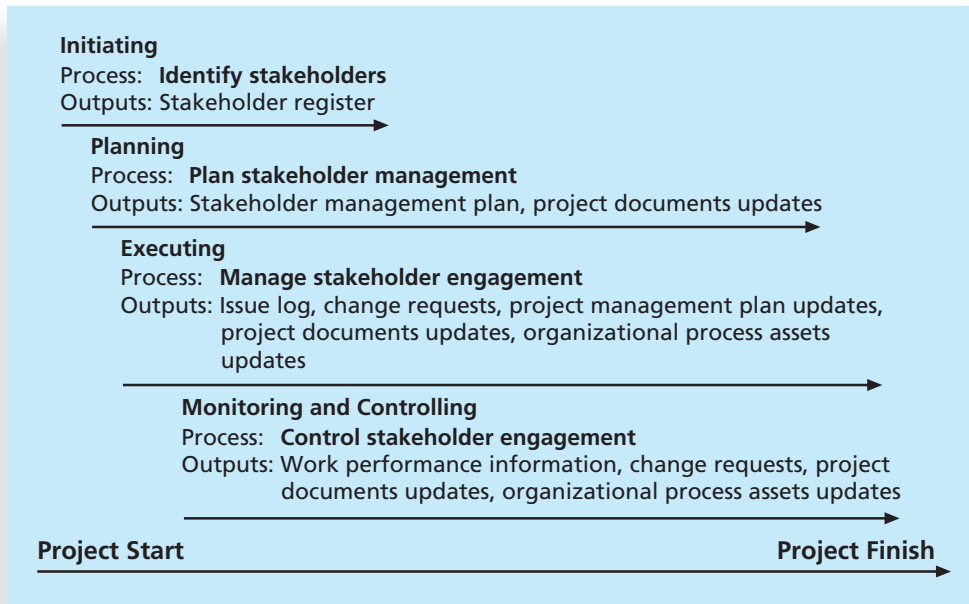 Initiating
Process: Identify stakeholders
Outputs: Stakeholder register
Planning
Process: Plan stakeholder management
Outputs: Stakeholder management plan, project documents updates
Executing
Process: Manage stakeholder engagement
Outputs: Issue log, change requests, project management plan updates,
project documents updates, organizational process assets
updates
Monitoring and Controlling
Process: Control stakeholder engagement
Outputs: Work performance information, change requests, project
documents updates, organizational process assets updates
Project Start Project Finish